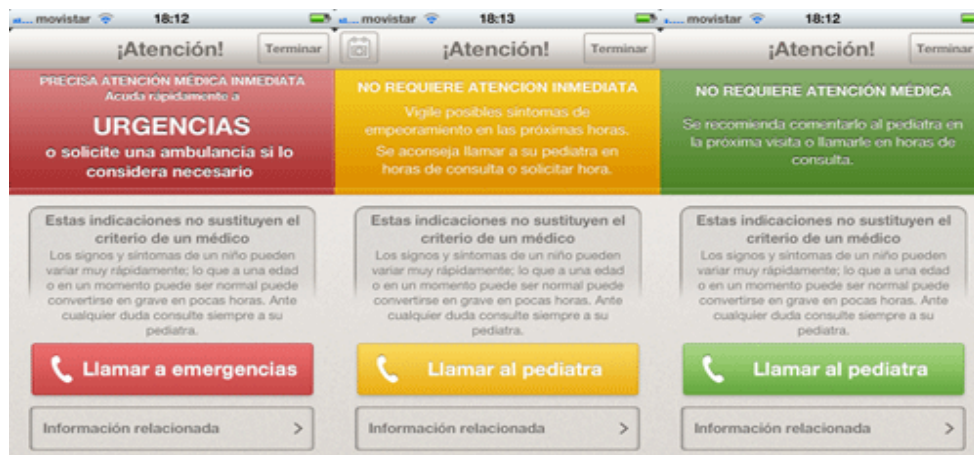 movistar 18:12
¡Atención! Terminar
PRECISA ATENCIÓN MÉDICA INMEDIATA
Acuda rápidamente a
URGENCIAS
o solicite una ambulancia si lo
considera necesario
Estas indicaciones no sustituyen el
criterio de un médico
Los signos y síntomas de un niño pueden
variar muy rápidamente; lo que a una edad
o en un momento puede ser normal puede
convertirse en grave en pocas horas. Ante
cualquier duda consulte siempre a su
pediatra.
Llamar a emergencias
Información relacionada >
movistar 18:13
¡Atención! Terminar
NO REQUIERE ATENCION INMEDIATA
Vigile posibles síntomas de
empeoramiento en las próximas horas.
Se aconseja llamar a su pediatra en
horas de consulta o solicitar hora.
Estas indicaciones no sustituyen el
criterio de un médico
Los signos y síntomas de un niño pueden
variar muy rápidamente; lo que a una edad
o en un momento puede ser normal puede
convertirse en grave en pocas horas. Ante
cualquier duda consulte siempre a su
pediatra.
Llamar al pediatra
Información relacionada >
movistar 18:12
¡Atención! Terminar
NO REQUIERE ATENCIÓN MÉDICA
Se recomienda comentarlo al pediatra en
la próxima visita o llamarle en horas de
consulta.
Estas indicaciones no sustituyen el
criterio de un médico
Los signos y síntomas de un niño pueden
variar muy rápidamente; lo que a una edad
o en un momento puede ser normal puede
convertirse en grave en pocas horas. Ante
cualquier duda consulte siempre a su
pediatra.
Llamar al pediatra
Información relacionada >